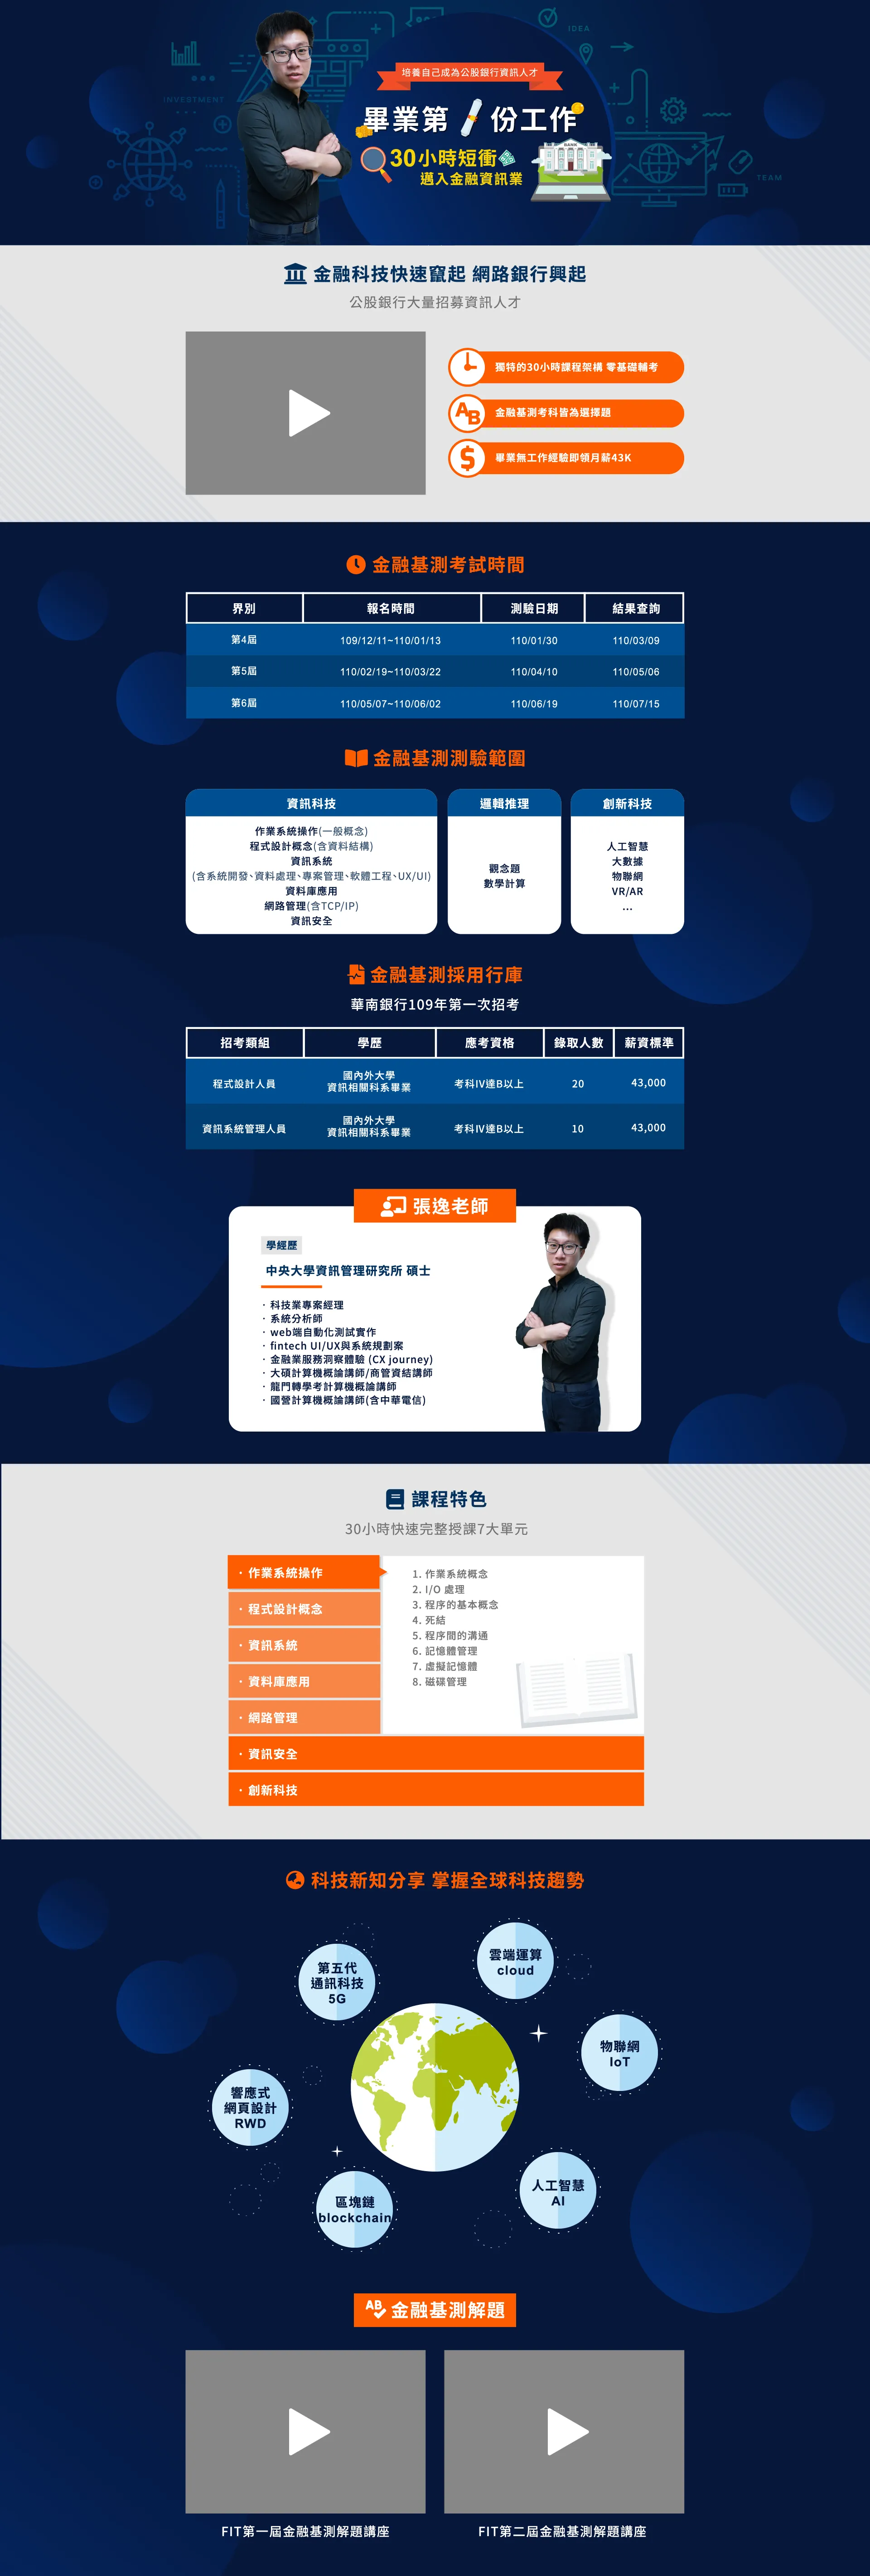 IDEA
INVESTMENT
TEAM
培養自己成為公股銀行資訊人才
畢業第 份工作
30小時短衝
邁入金融資訊業
BANK
金融科技快速竄起 網路銀行興起
公股銀行大量招募資訊人才
獨特的30小時課程架構 零基礎輔考
AB
金融基測考科皆為選擇題
$
畢業無工作經驗即領月薪43K
金融基測考試時間
界別 報名時間 測驗日期 結果查詢
第4屆 109/12/11~110/01/13 110/01/30 110/03/09
第5屆 110/02/19~110/03/22 110/04/10 110/05/06
第6屆 110/05/07~110/06/02 110/06/19 110/07/15
金融基測測驗範圍
資訊科技
作業系統操作(一般概念)
程式設計概念(含資料結構)
資訊系統
(含系統開發、資料處理、專案管理、軟體工程、UX/UI)
資料庫應用
網路管理(含TCP/IP)
資訊安全
邏輯推理
觀念題
數學計算
創新科技
人工智慧
大數據
物聯網
VR/AR
...
金融基測採用行庫
華南銀行109年第一次招考
招考類組 學歷 應考資格 錄取人數 薪資標準
程式設計人員 國內外大學
資訊相關科系畢業 考科IV達B以上 20 43,000
資訊系統管理人員 國內外大學
資訊相關科系畢業 考科IV達B以上 10 43,000
張逸老師
學經歷
中央大學資訊管理研究所 碩士
· 科技業專案經理
· 系統分析師
· web端自動化測試實作
· fintech UI/UX與系統規劃案
· 金融業服務洞察體驗 (CX journey)
· 大碩計算機概論講師/商管資結講師
· 龍門轉學考計算機概論講師
· 國營計算機概論講師(含中華電信)
課程特色
30小時快速完整授課7大單元
· 作業系統操作
· 程式設計概念
· 資訊系統
· 資料庫應用
· 網路管理
· 資訊安全
· 創新科技
1. 作業系統概念
2. I/O 處理
3. 程序的基本概念
4. 死結
5. 程序間的溝通
6. 記憶體管理
7. 虛擬記憶體
8. 磁碟管理
科技新知分享 掌握全球科技趨勢
第五代
通訊科技
5G
雲端運算
cloud
物聯網
IoT
響應式
網頁設計
RWD
人工智慧
AI
區塊鏈
blockchain
AB 金融基測解題
FIT第一屆金融基測解題講座
FIT第二屆金融基測解題講座